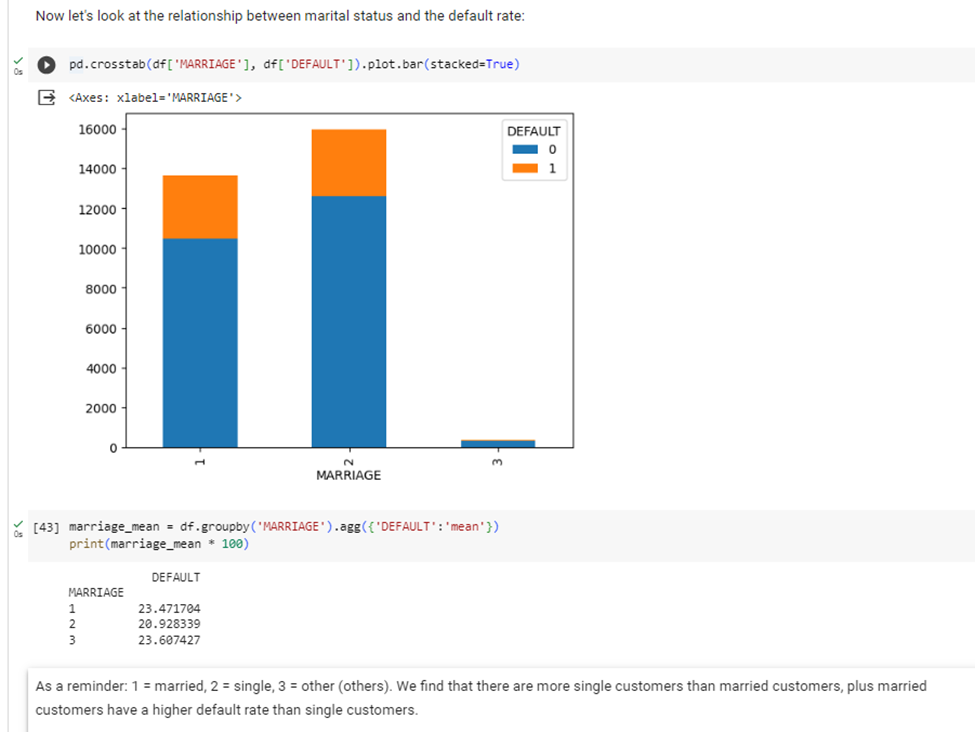 Now let's look at the relationship between marital status and the default rate:
0s
pd.crosstab(df['MARRIAGE'], df['DEFAULT']).plot.bar(stacked=True)
<Axes: xlabel='MARRIAGE'>
DEFAULT
0
1
16000
14000
12000
10000
8000
6000
4000
2000
0
1 2 3
MARRIAGE
0s
[43] marriage_mean = df.groupby('MARRIAGE').agg({'DEFAULT':'mean'})
print(marriage_mean * 100)
DEFAULT
MARRIAGE
1 23.471704
2 20.928339
3 23.607427
As a reminder: 1 = married, 2 = single, 3 = other (others). We find that there are more single customers than married customers, plus married
customers have a higher default rate than single customers.